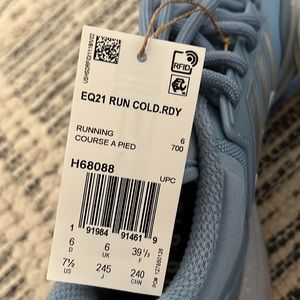 RFID
EQ21 RUN COLD.RDY
RUNNING 6
COURSE A PIED 700
H68088
UPC
1 91984 91461 9
6 6 39⅓
D UK F
7½ 245 240
US J CHN